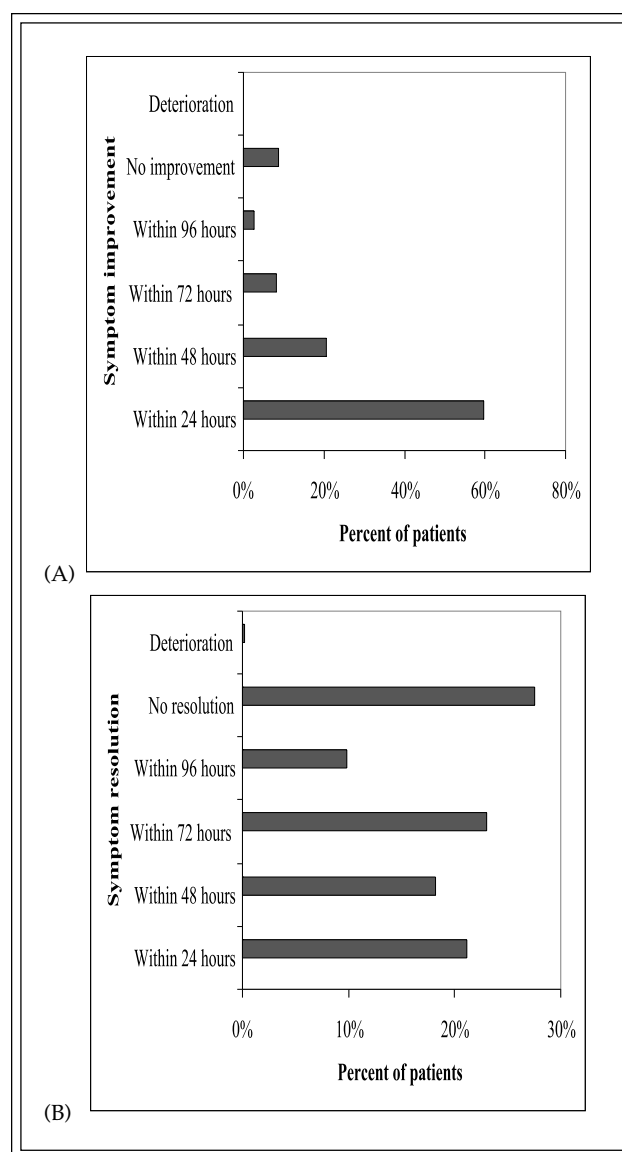 Symptom improvement
Deterioration
No improvement
Within 96 hours
Within 72 hours
Within 48 hours
Within 24 hours
0% 20% 40% 60% 80%
Percent of patients
(A)
Symptom resolution
Deterioration
No resolution
Within 96 hours
Within 72 hours
Within 48 hours
Within 24 hours
0% 10% 20% 30%
Percent of patients
(B)